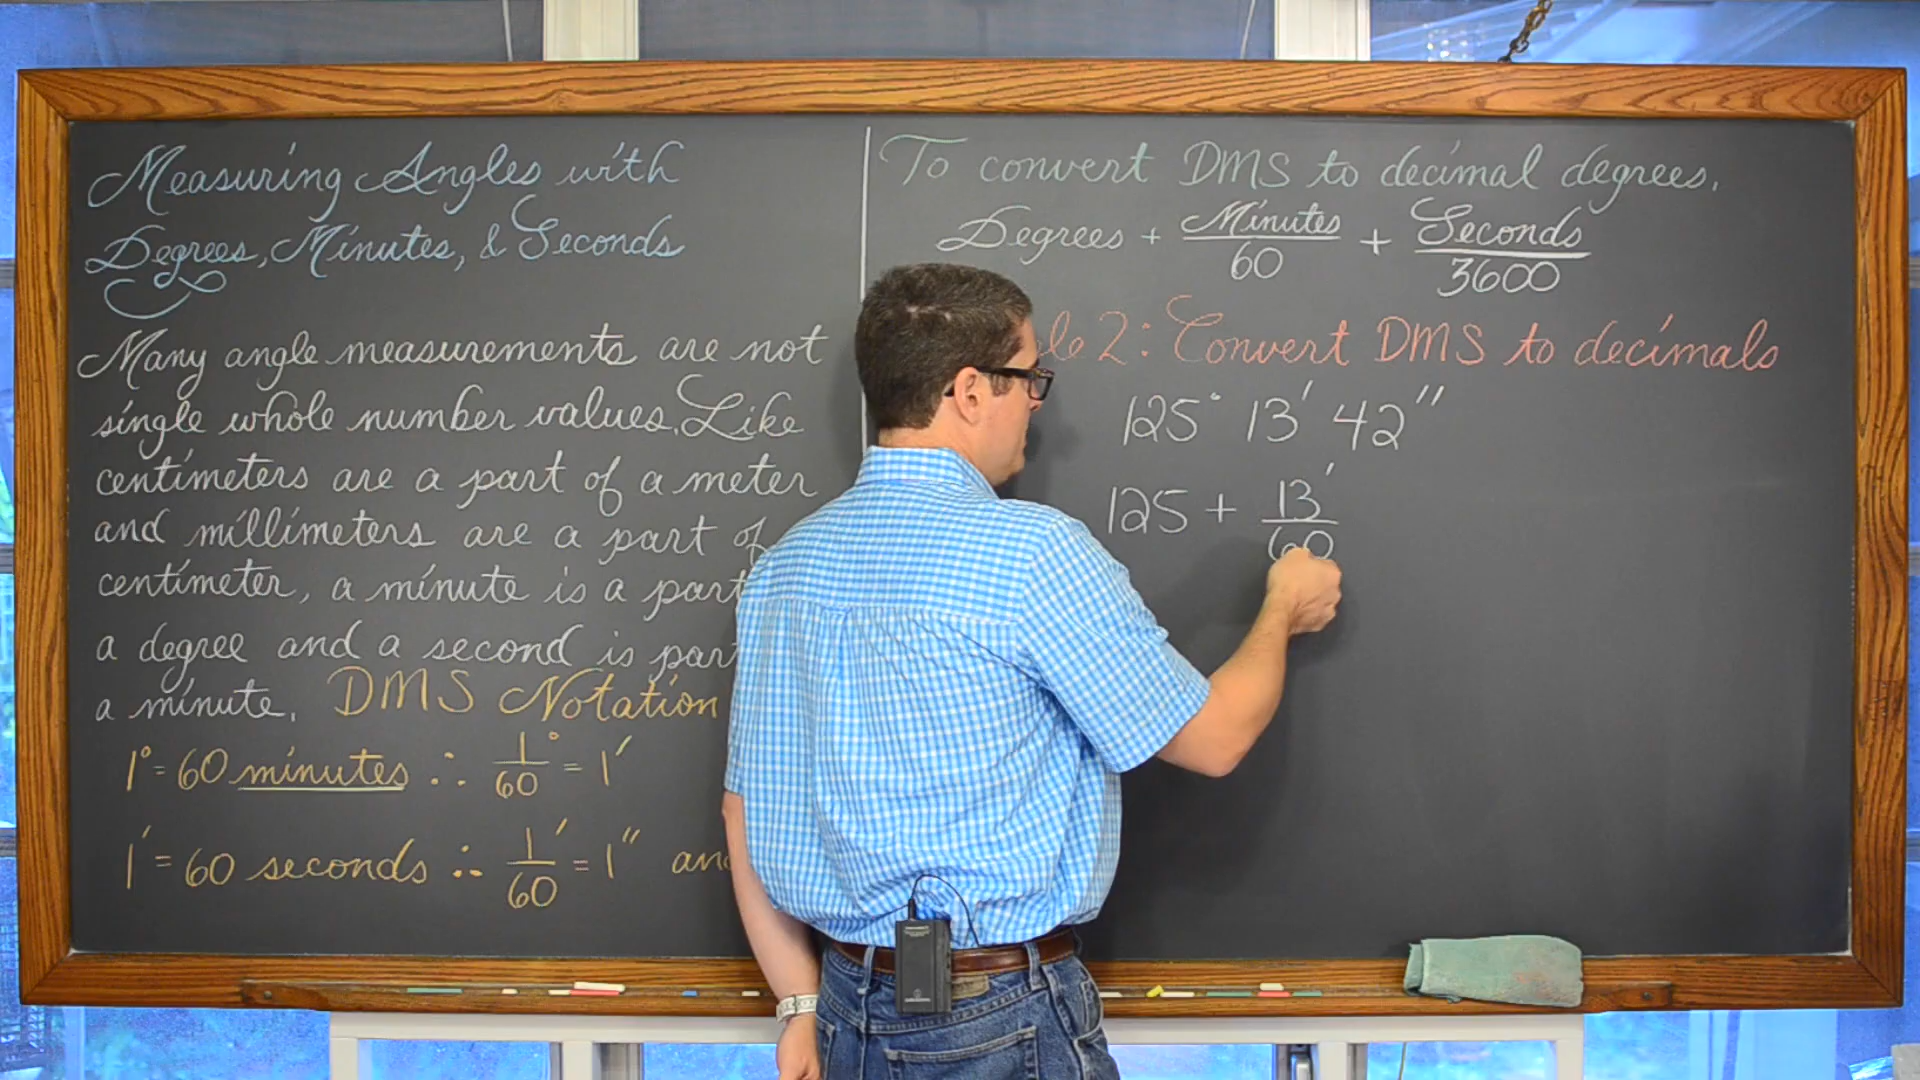 Measuring Angles with
Degrees, Minutes, & Seconds
Many angle measurements are not
single whole number values. Like
centimeters are a part of a meter
and millimeters are a part of
centimeter, a minute is a part
a degree and a second is part
a minute. DMS Notation
1° = 60 minutes ∴ 1/60° = 1′
1′ = 60 seconds ∴ 1/60′ = 1″ and
To convert DMS to decimal degrees.
Degrees + Minutes/60 + Seconds/3600
2: Convert DMS to decimals
125° 13′ 42″
125 + 13′/60